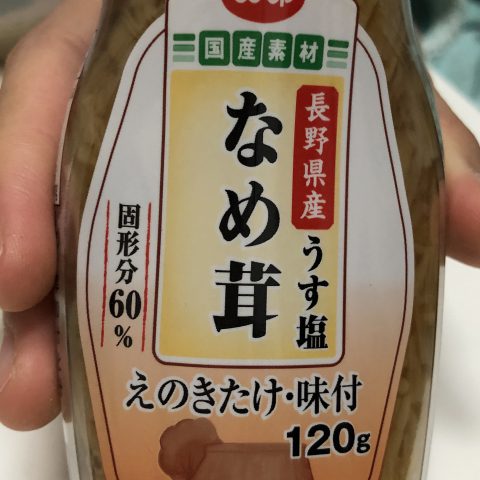 国産素材
長野県産
うす塩
なめ茸
固形分60%
えのきたけ・味付
120g